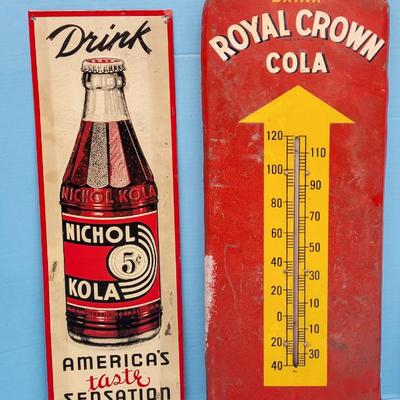 Drink
NICHOL KOLA
NICHOL
5¢
KOLA
AMERICA'S
taste
SENSATION
DRINK
ROYAL CROWN
COLA
120
110
100
90
80
70
60
50
40
30
20
10
0
10
20
30
40